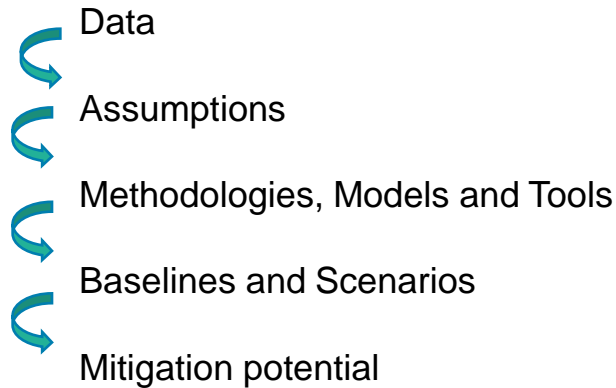 Data
Assumptions
Methodologies, Models and Tools
Baselines and Scenarios
Mitigation potential